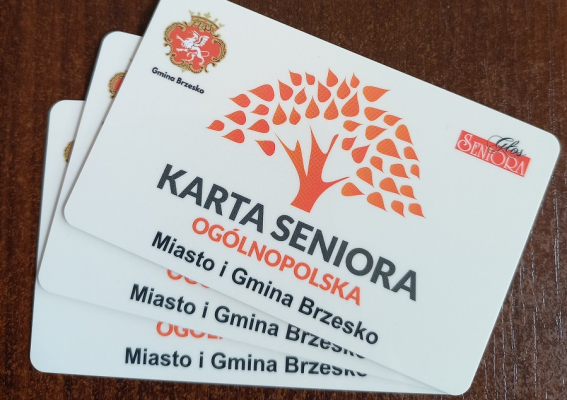 Gmina Brzesko
Głos
SENIORA
KARTA SENIORA
OGÓLNOPOLSKA
Miasto i Gmina Brzesko
Miasto i Gmina Brzesko
Miasto i Gmina Brzesko